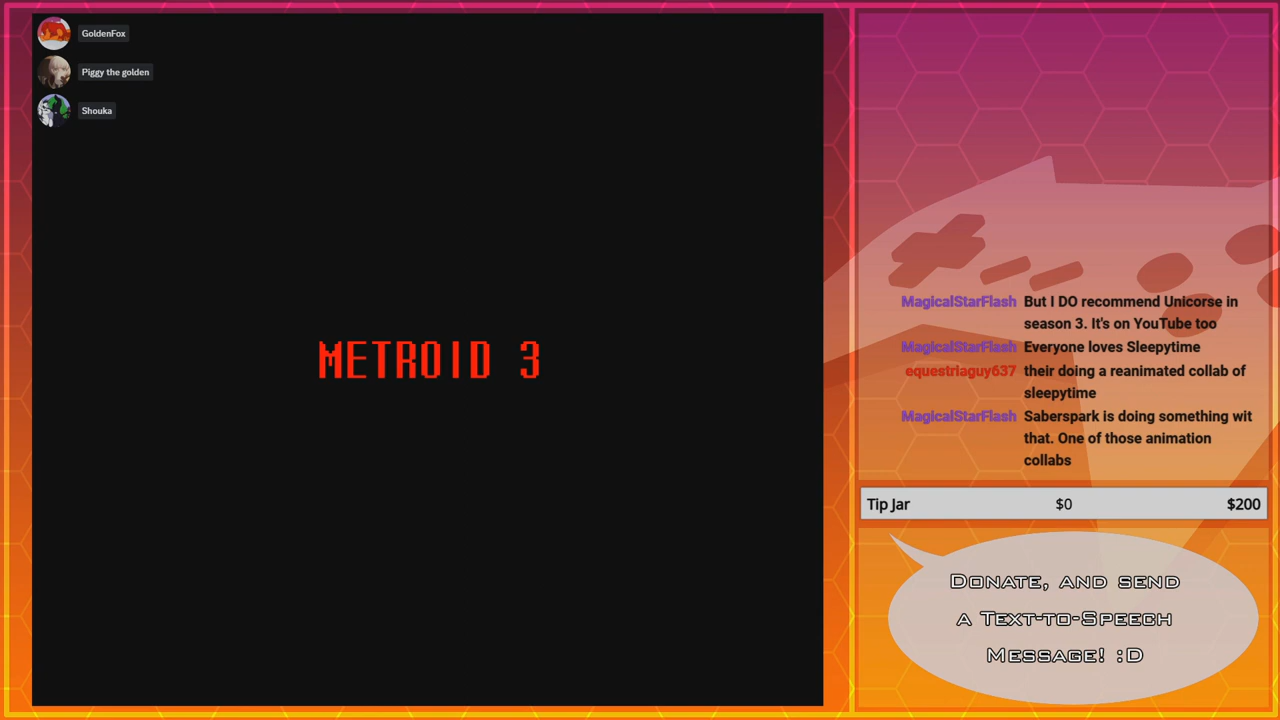 GoldenFox
Piggy the golden
Shouka
METROID 3
MagicalStarFlash But I DO recommend Unicorse in
season 3. It's on YouTube too
MagicalStarFlash Everyone loves Sleepytime
equestriaguy637 their doing a reanimated collab of
sleepytime
MagicalStarFlash Saberspark is doing something wit
that. One of those animation
collabs
Tip Jar $0 $200
Donate, and send
a Text-to-Speech
Message! :D